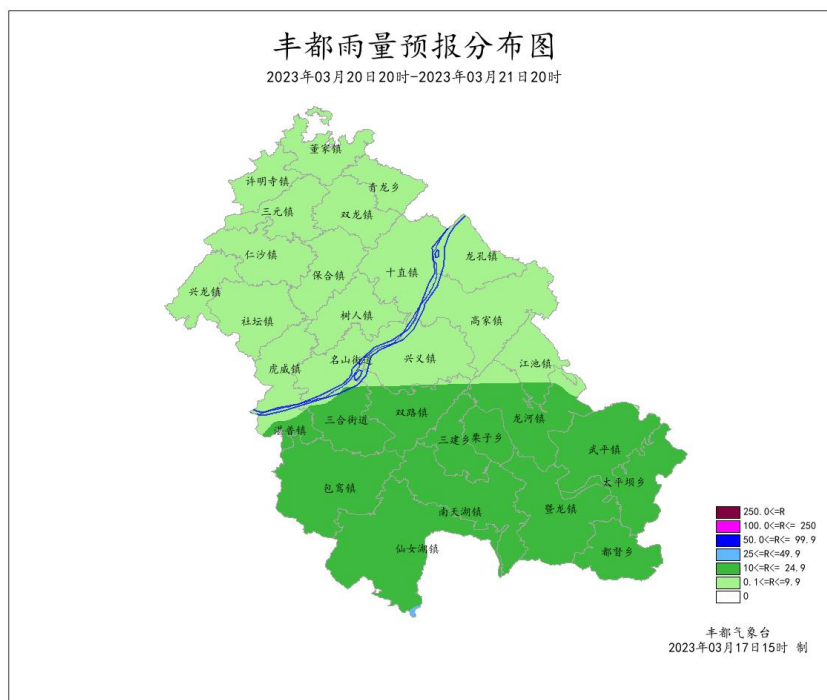 丰都雨量预报分布图
2023年03月20日20时-2023年03月21日20时
董家镇
许明寺镇
青龙乡
三元镇
双龙镇
仁沙镇
龙孔镇
保合镇
十直镇
兴龙镇
社坛镇
树人镇
高家镇
名山街道
兴义镇
虎威镇
江池镇
双路镇
三合街道
龙河镇
湛普镇
三建乡
栗子乡
武平镇
太平坝乡
包鸾镇
南天湖镇
暨龙镇
仙女湖镇
都督乡
250.0<=R
100.0<=R<= 250
50.0<=R<= 99.9
25<=R<=49.9
10<=R<= 24.9
0.1<=R<=9.9
0
丰都气象台
2023年03月17日15时 制